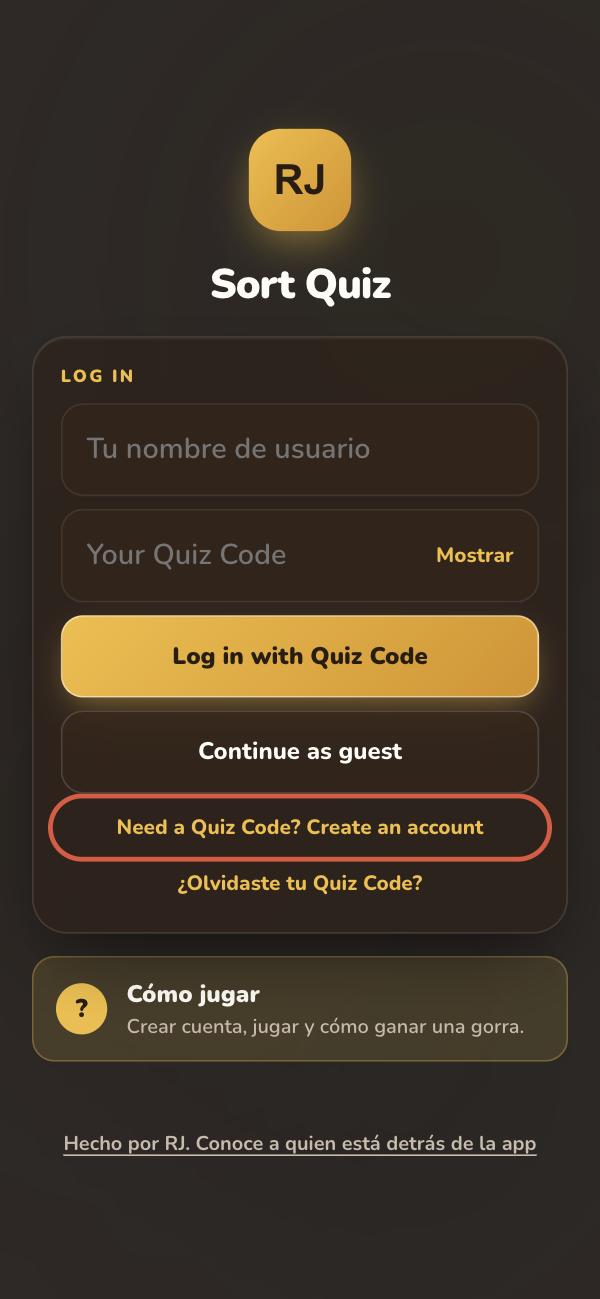 RJ
Sort Quiz
LOG IN
Tu nombre de usuario
Your Quiz Code
Mostrar
Log in with Quiz Code
Continue as guest
Need a Quiz Code? Create an account
¿Olvidaste tu Quiz Code?
?
Cómo jugar
Crear cuenta, jugar y cómo ganar una gorra.
Hecho por RJ. Conoce a quien está detrás de la app